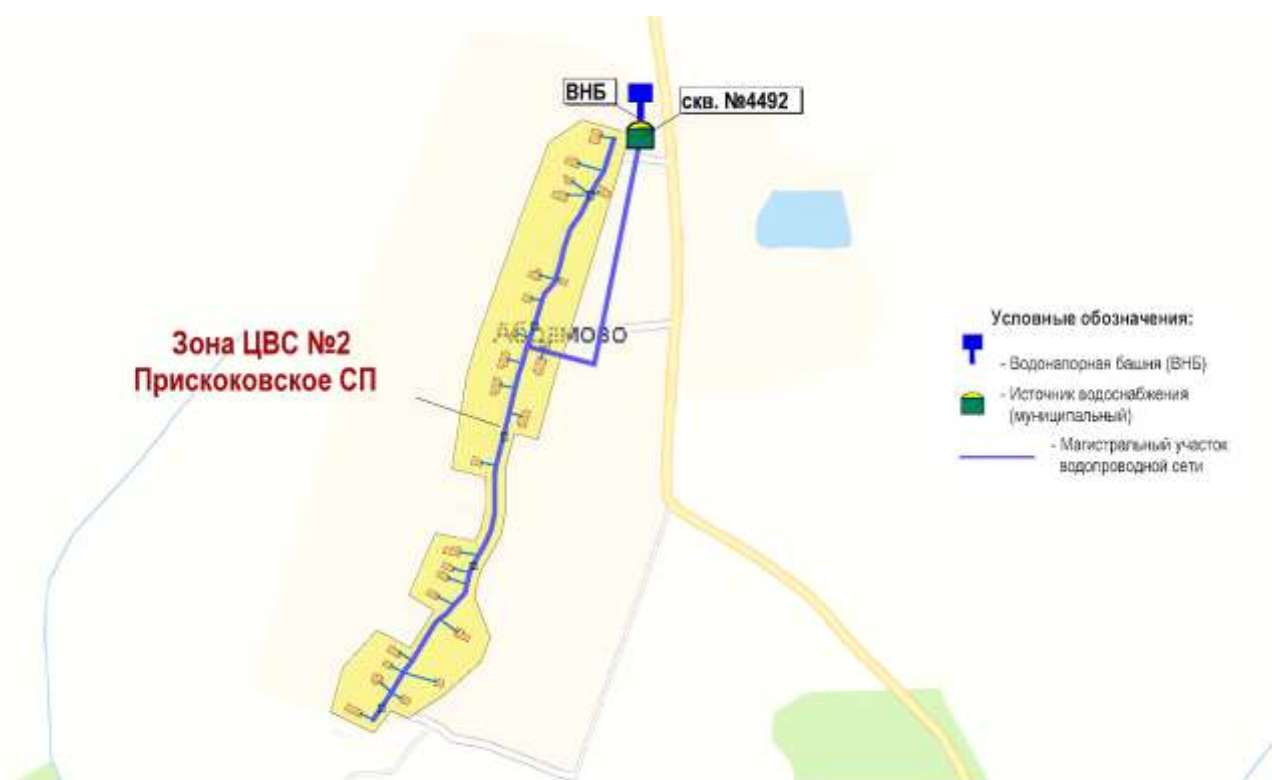 ВНБ
скв. №4492
Абрамово
Зона ЦВС №2
Прискоковское СП
Условные обозначения:
- Водонапорная башня (ВНБ)
- Источник водоснабжения
(муниципальный)
- Магистральный участок
водопроводной сети